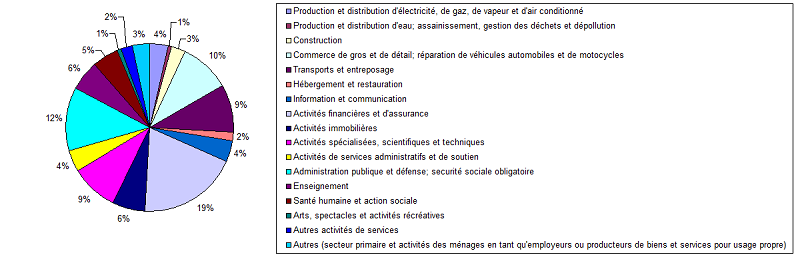 2%
1%
5%
6%
12%
4%
9%
6%
19%
4%
2%
9%
10%
3%
1%
4%
3%
Production et distribution d'électricité, de gaz, de vapeur et d'air conditionné
Production et distribution d'eau; assainissement, gestion des déchets et dépollution
Construction
Commerce de gros et de détail; réparation de véhicules automobiles et de motocycles
Transports et entreposage
Hébergement et restauration
Information et communication
Activités financières et d'assurance
Activités immobilières
Activités spécialisées, scientifiques et techniques
Activités de services administratifs et de soutien
Administration publique et défense; securité sociale obligatoire
Enseignement
Santé humaine et action sociale
Arts, spectacles et activités récréatives
Autres activités de services
Autres (secteur primaire et activités des ménages en tant qu'employeurs ou producteurs de biens et services pour usage propre)